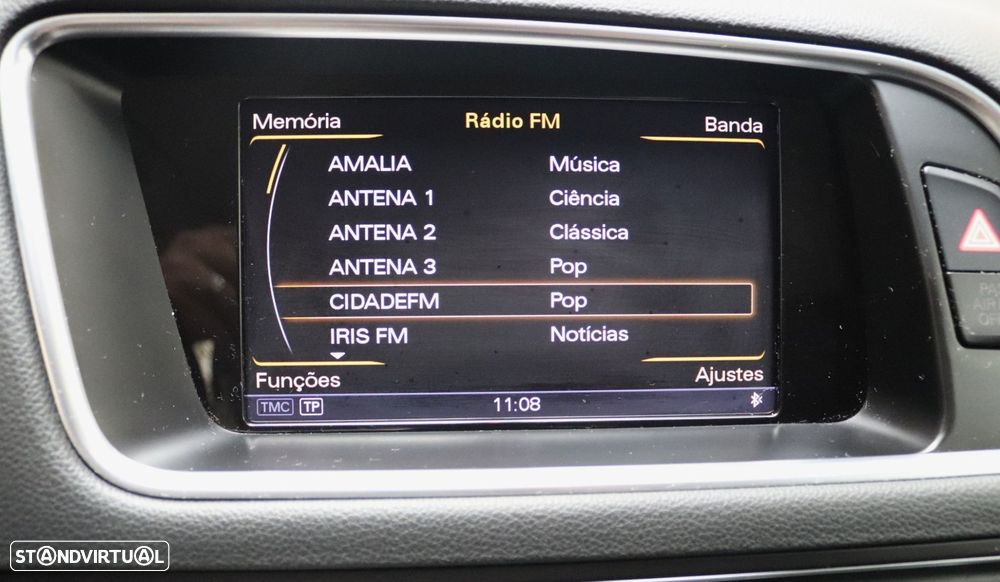 Memória Rádio FM Banda
AMALIA Música
ANTENA 1 Ciência
ANTENA 2 Clássica
ANTENA 3 Pop
CIDADEFM Pop
IRIS FM Notícias
Funções Ajustes
TMC TP 11:08
STANDVIRTUAL